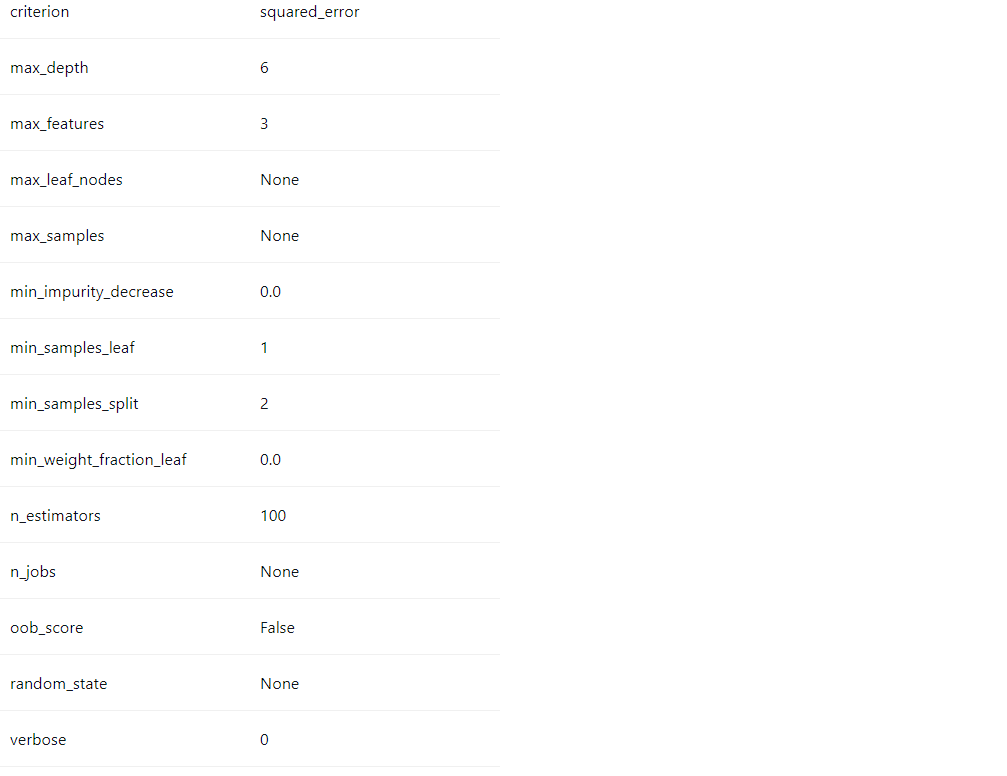 criterion squared_error
max_depth 6
max_features 3
max_leaf_nodes None
max_samples None
min_impurity_decrease 0.0
min_samples_leaf 1
min_samples_split 2
min_weight_fraction_leaf 0.0
n_estimators 100
n_jobs None
oob_score False
random_state None
verbose 0